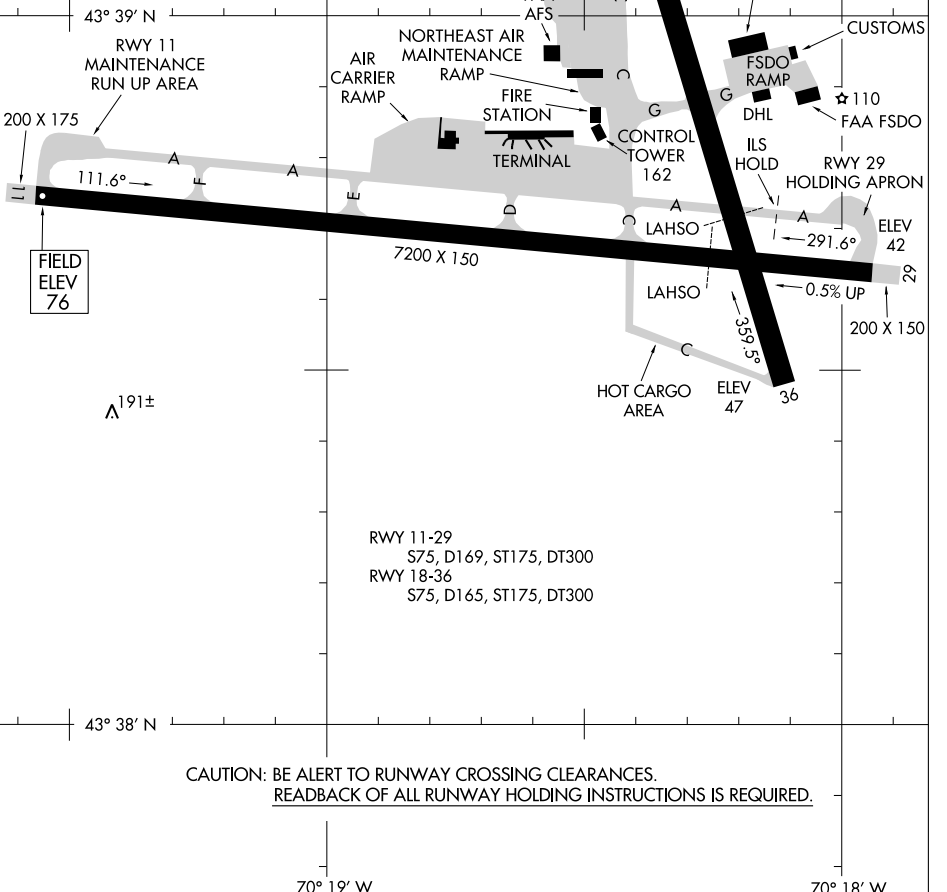 43° 39' N
AFS
CUSTOMS
RWY 11
MAINTENANCE
RUN UP AREA
NORTHEAST AIR
MAINTENANCE
RAMP
AIR
CARRIER
RAMP
FSDO
RAMP
C
G
G
110
DHL
FAA FSDO
FIRE
STATION
200 X 175
CONTROL
TOWER
162
ILS
HOLD
TERMINAL
RWY 29
HOLDING APRON
A
A
111.6°
F
E
D
C
A
A
11
LAHSO
291.6°
ELEV
42
FIELD
ELEV
76
7200 X 150
29
LAHSO
0.5% UP
200 X 150
359.5°
C
HOT CARGO
AREA
ELEV
47
36
191±
RWY 11-29
S75, D169, ST175, DT300
RWY 18-36
S75, D165, ST175, DT300
43° 38' N
CAUTION: BE ALERT TO RUNWAY CROSSING CLEARANCES.
READBACK OF ALL RUNWAY HOLDING INSTRUCTIONS IS REQUIRED.
70° 19' W
70° 18' W